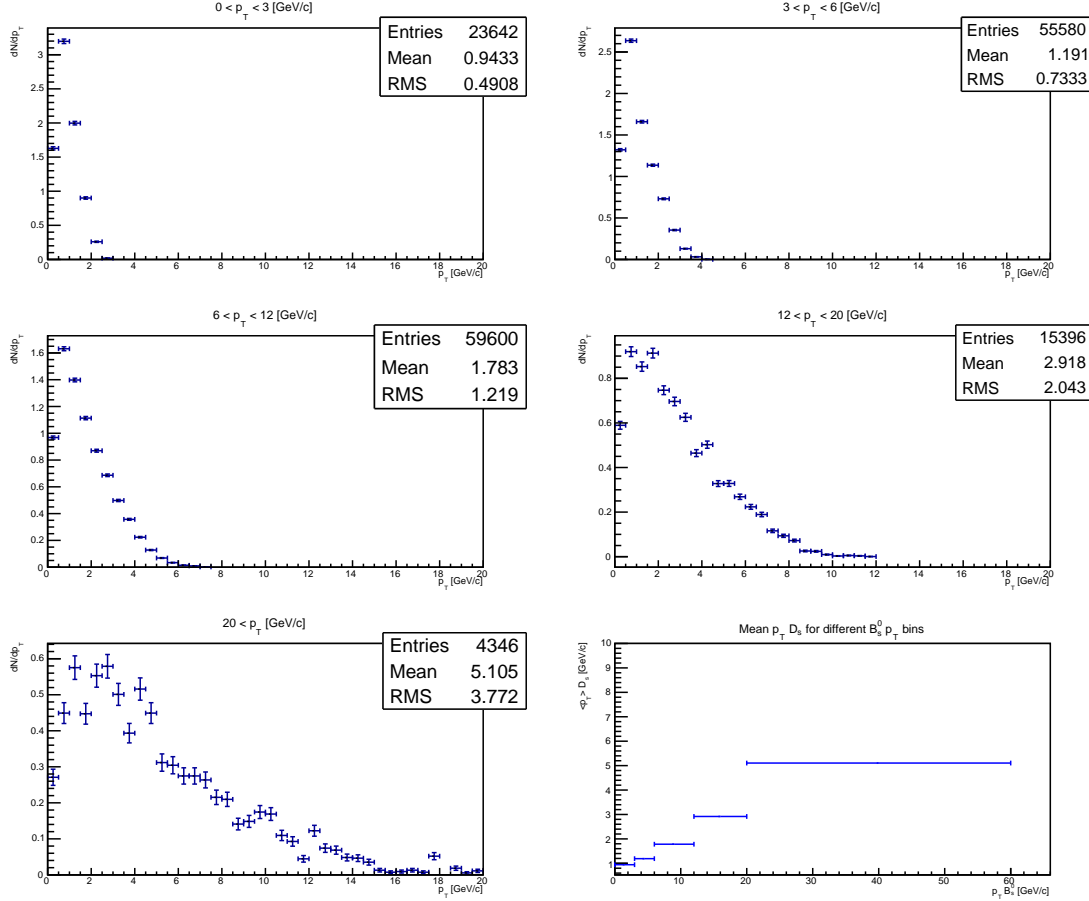 0 < p_T < 3 [GeV/c]
dN/dp_T
Entries 23642
Mean 0.9433
RMS 0.4908
3
2.5
2
1.5
1
0.5
0
0 2 4 6 8 10 12 14 16 18 20
p_T [GeV/c]
3 < p_T < 6 [GeV/c]
dN/dp_T
Entries 55580
Mean 1.191
RMS 0.7333
2.5
2
1.5
1
0.5
0
0 2 4 6 8 10 12 14 16 18 20
p_T [GeV/c]
6 < p_T < 12 [GeV/c]
dN/dp_T
Entries 59600
Mean 1.783
RMS 1.219
1.6
1.4
1.2
1
0.8
0.6
0.4
0.2
0
0 2 4 6 8 10 12 14 16 18 20
p_T [GeV/c]
12 < p_T < 20 [GeV/c]
dN/dp_T
Entries 15396
Mean 2.918
RMS 2.043
0.8
0.6
0.4
0.2
0
0 2 4 6 8 10 12 14 16 18 20
p_T [GeV/c]
20 < p_T [GeV/c]
dN/dp_T
Entries 4346
Mean 5.105
RMS 3.772
0.6
0.5
0.4
0.3
0.2
0.1
0
0 2 4 6 8 10 12 14 16 18 20
p_T [GeV/c]
Mean p_T D_s for different B_s^0 p_T bins
<p_T> D_s [GeV/c]
10
9
8
7
6
5
4
3
2
1
0 10 20 30 40 50 60
p_T B_s^0 [GeV/c]